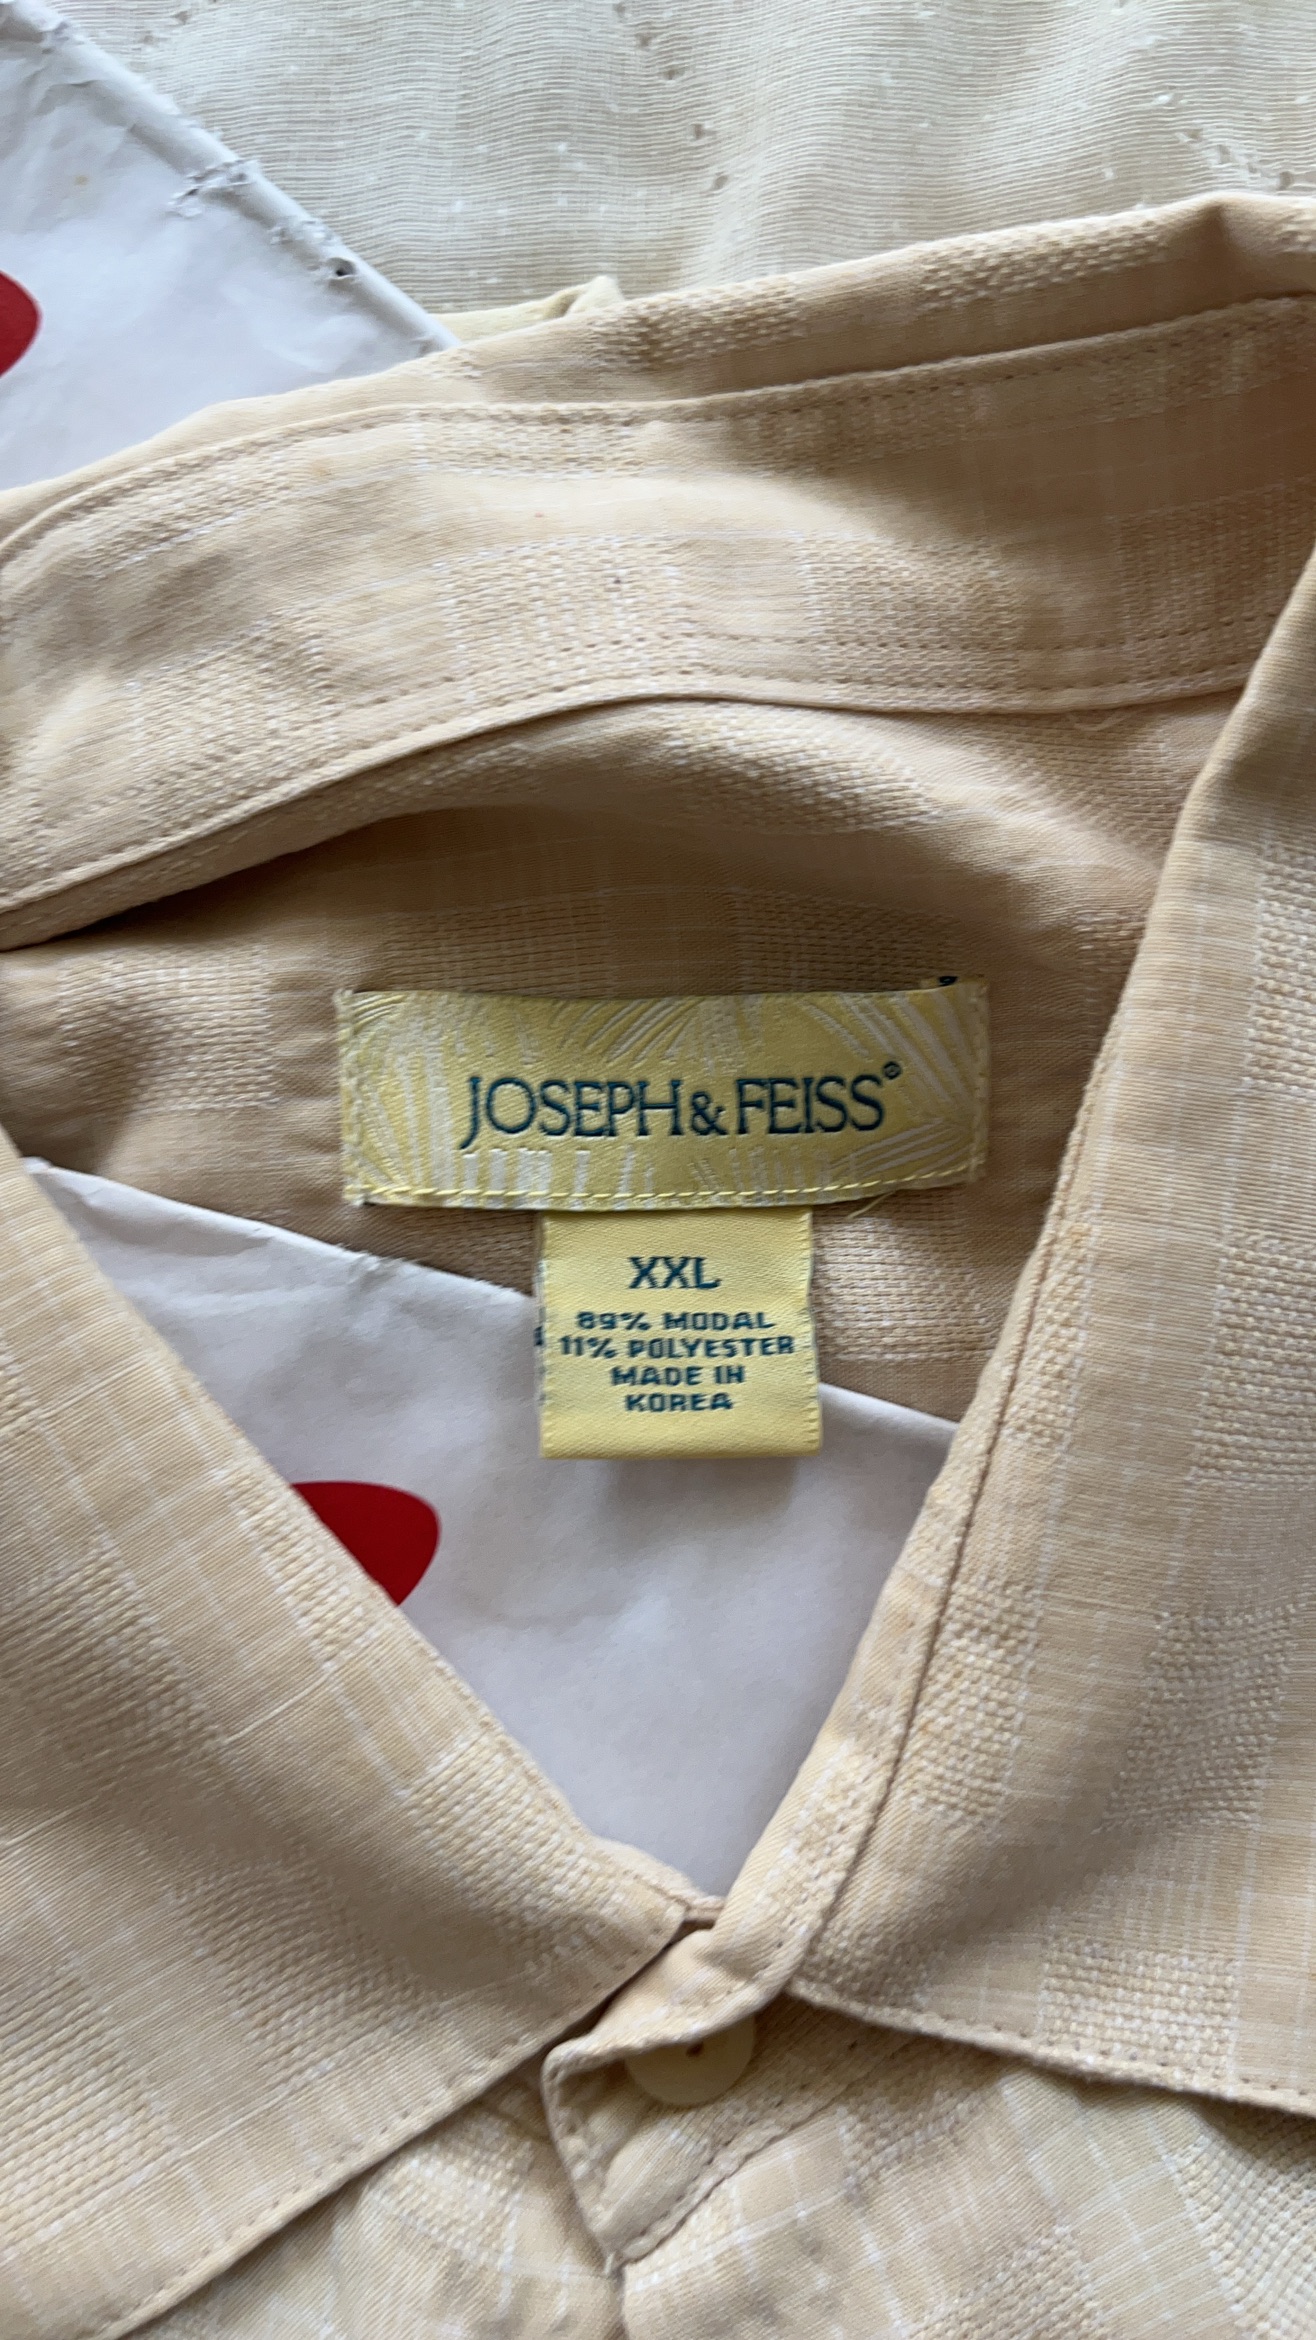 JOSEPH & FEISS®
XXL
89% MODAL
11% POLYESTER
MADE IN
KOREA